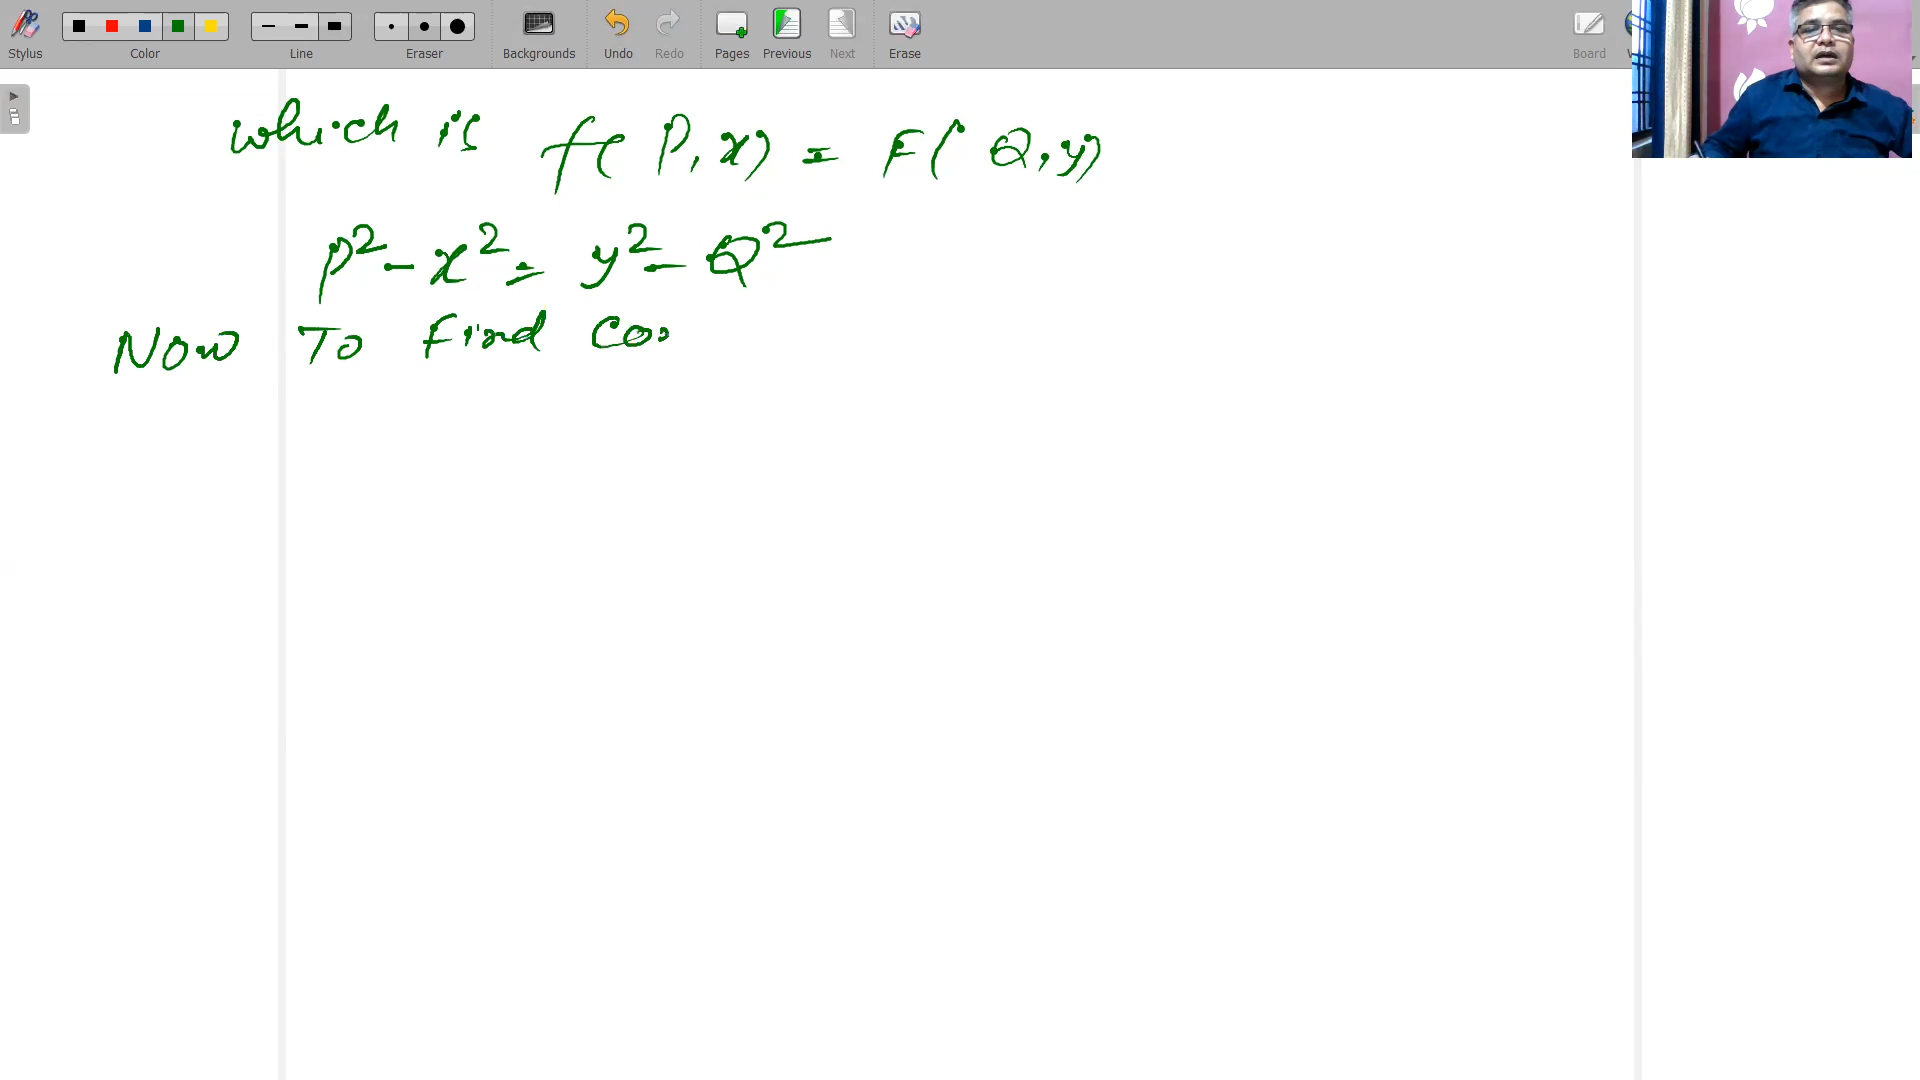 Stylus Color Line Eraser Backgrounds Undo Redo Pages Previous Next Erase Board
which is f( P, x) = F( Q, y)
P² - x² = y² - Q²
Now To Find Co